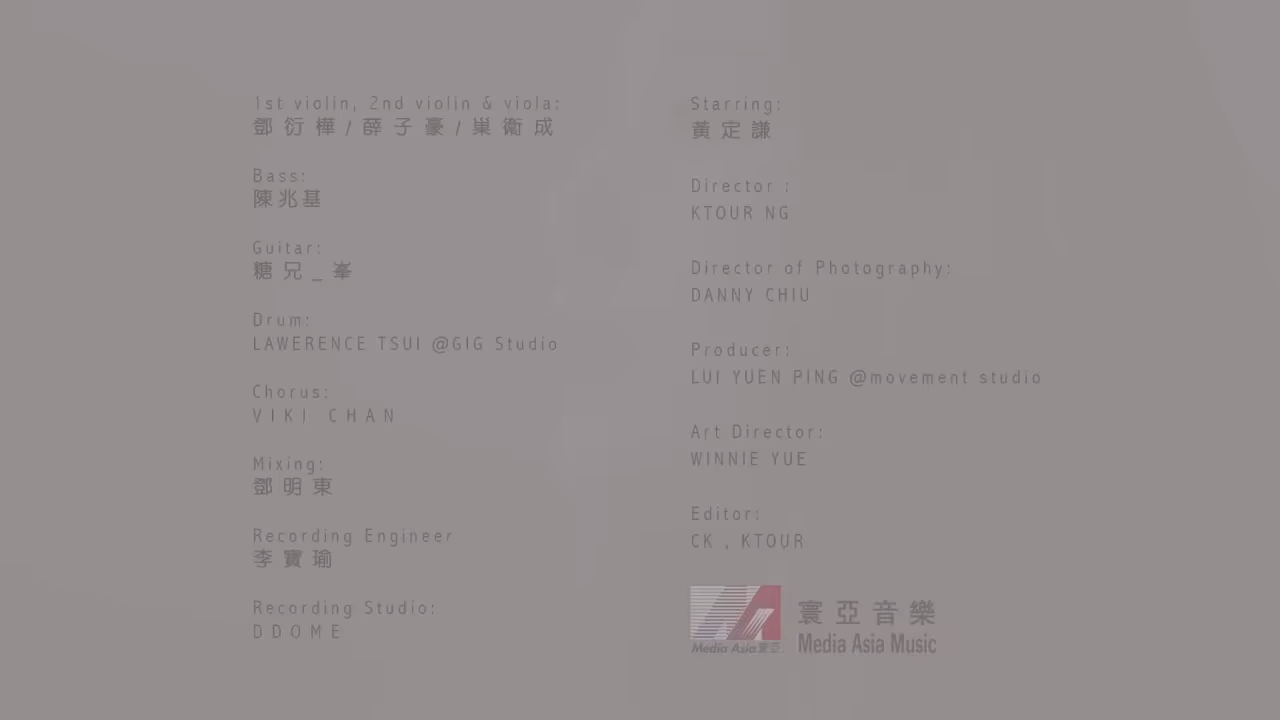 1st violin, 2nd violin & viola:
鄧衍樺/薛子豪/巢衞成
Bass:
陳兆基
Guitar:
糖兄_峯
Drum:
LAWERENCE TSUI @GIG Studio
Chorus:
VIKI CHAN
Mixing:
鄧明東
Recording Engineer
李寶瑜
Recording Studio:
DDOME
Starring:
黃定謙
Director :
KTOUR NG
Director of Photography:
DANNY CHIU
Producer:
LUI YUEN PING @movement studio
Art Director:
WINNIE YUE
Editor:
CK , KTOUR
Media Asia 寰亞
寰亞音樂
Media Asia Music